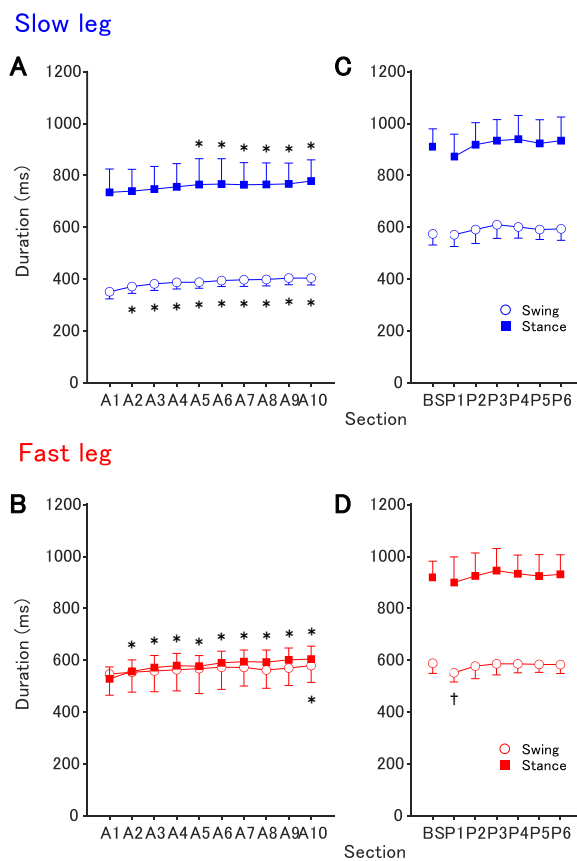 Slow leg
A
C
1200
1000
800
600
400
200
0
Duration (ms)
* * * * * *
* * * * * * * * *
A1 A2 A3 A4 A5 A6 A7 A8 A9 A10
1200
1000
800
600
400
200
0
Swing
Stance
BS P1 P2 P3 P4 P5 P6
Section
Fast leg
B
D
1200
1000
800
600
400
200
0
Duration (ms)
* * * * * * * * *
*
A1 A2 A3 A4 A5 A6 A7 A8 A9 A10
1200
1000
800
600
400
200
0
†
Swing
Stance
BS P1 P2 P3 P4 P5 P6
Section